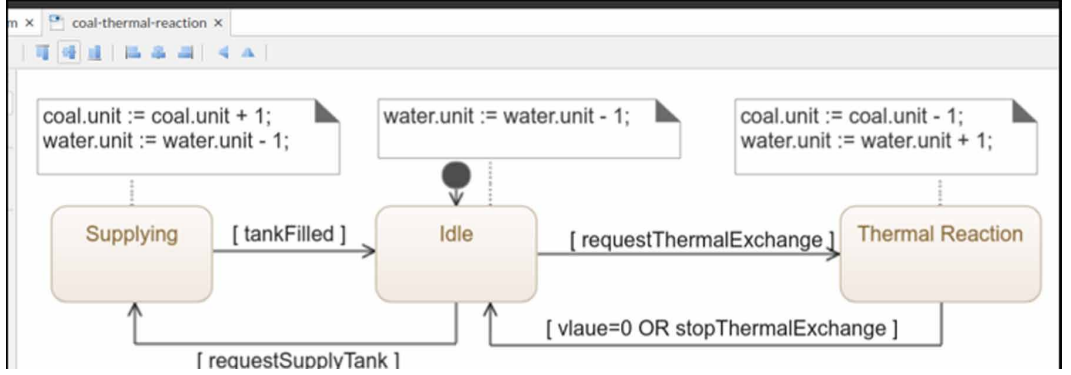 m ×
coal-thermal-reaction ×
coal.unit := coal.unit + 1;
water.unit := water.unit - 1;
water.unit := water.unit - 1;
coal.unit := coal.unit - 1;
water.unit := water.unit + 1;
Supplying
[ tankFilled ]
Idle
[ requestThermalExchange ]
Thermal Reaction
[ vlaue=0 OR stopThermalExchange ]
[ requestSupplyTank ]